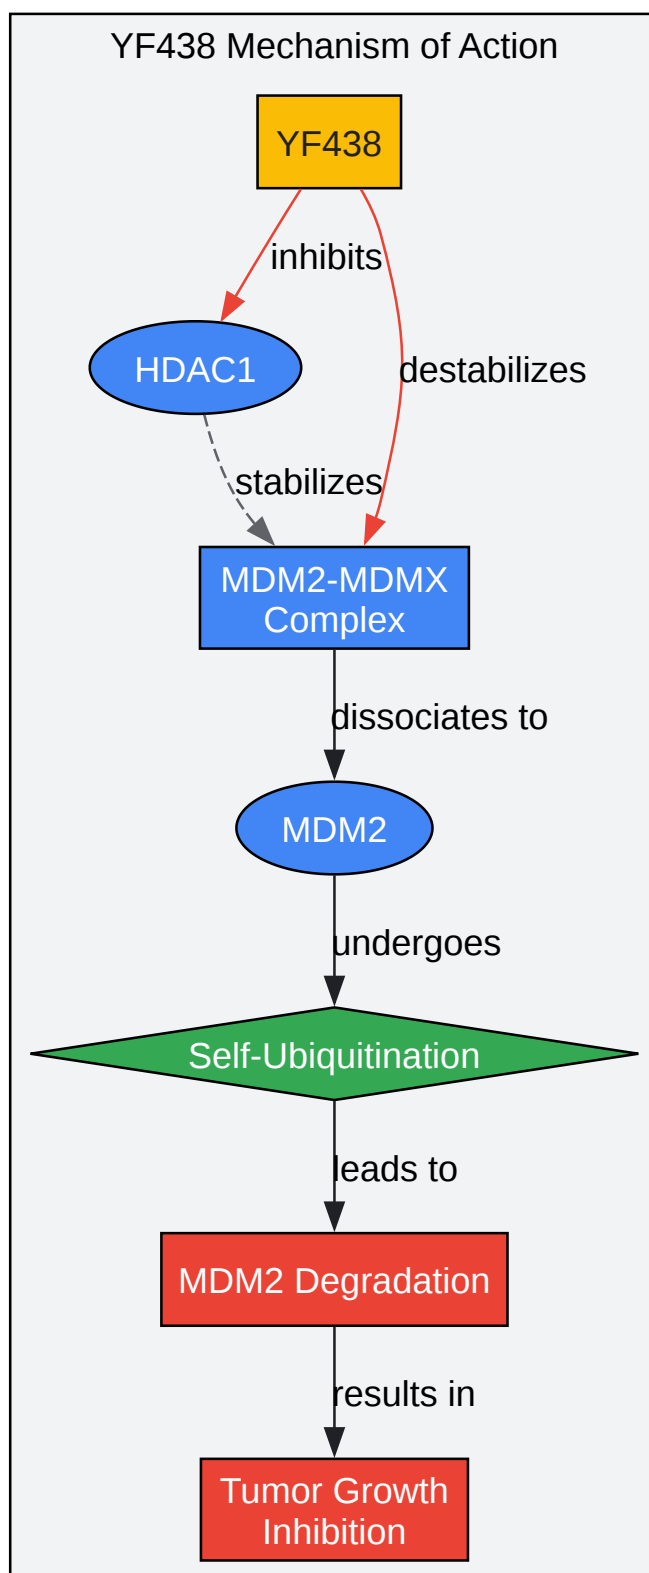 YF438 Mechanism of Action
YF438
inhibits
HDAC1
destabilizes
stabilizes
MDM2-MDMX
Complex
dissociates to
MDM2
undergoes
Self-Ubiquitination
leads to
MDM2 Degradation
results in
Tumor Growth
Inhibition